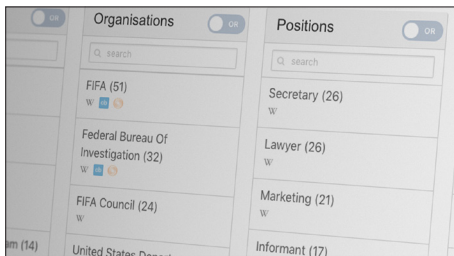 OR
Organisations
OR
Positions
OR
search
search
FIFA (51)
W
Federal Bureau Of
Investigation (32)
W
FIFA Council (24)
W
United States
am (14)
Secretary (26)
W
Lawyer (26)
W
Marketing (21)
W
Informant (17)